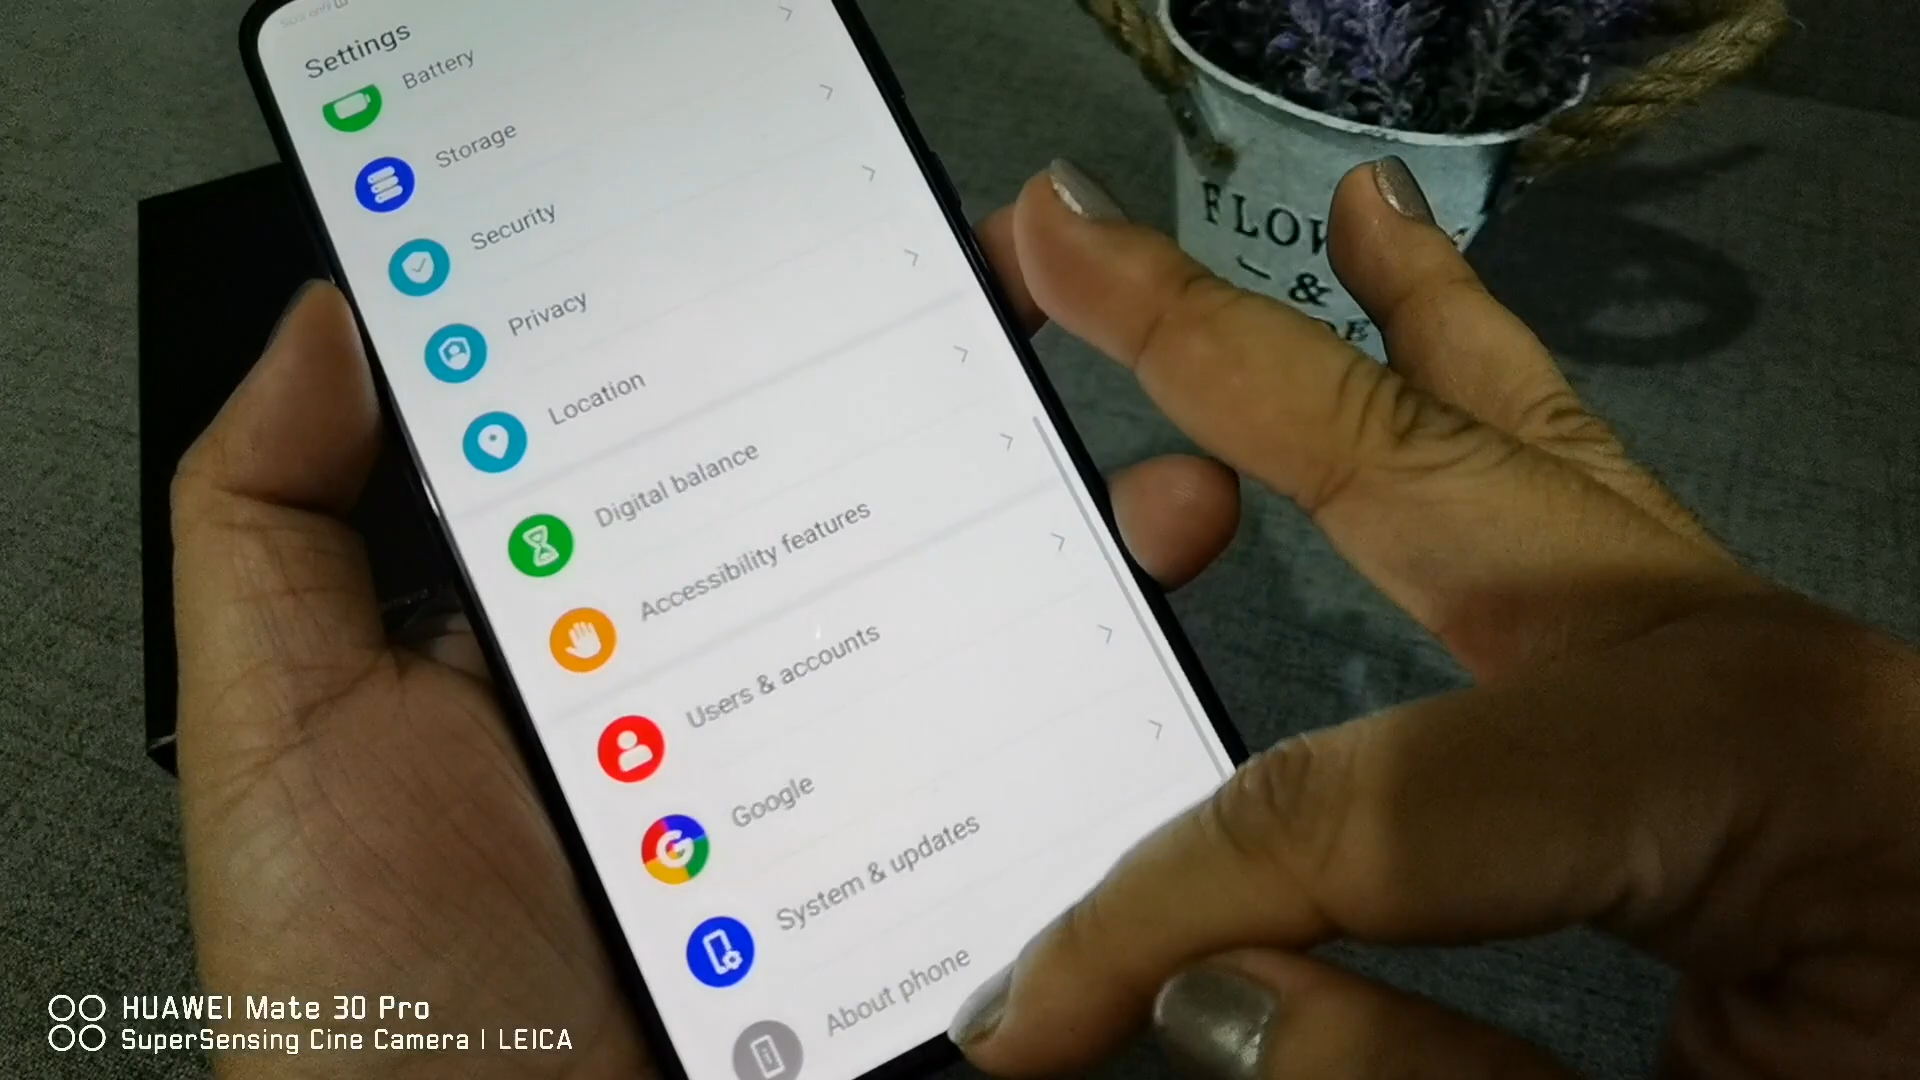 Settings
Battery
Storage
Security
Privacy
Location
Digital balance
Accessibility features
Users & accounts
Google
System & updates
About phone
&
HUAWEI Mate 30 Pro
SuperSensing Cine Camera | LEICA